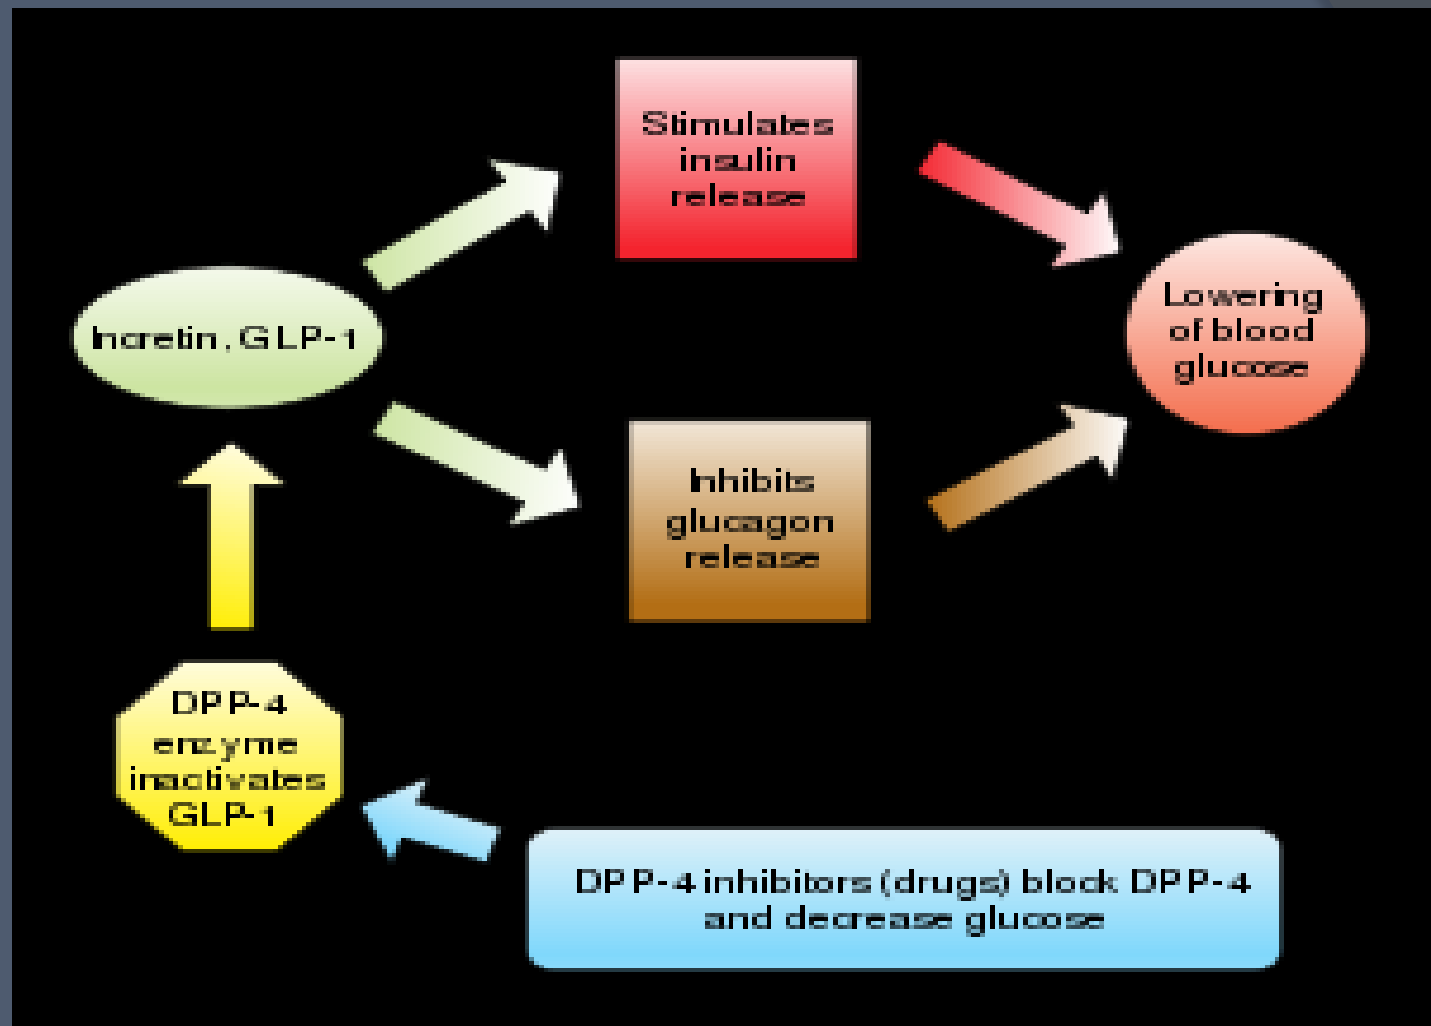 Stimulates
insulin
release
Incretin, GLP-1
Lowering
of blood
glucose
Inhibits
glucagon
release
DPP-4
enzyme
inactivates
GLP-1
DPP-4 inhibitors (drugs) block DPP-4
and decrease glucose